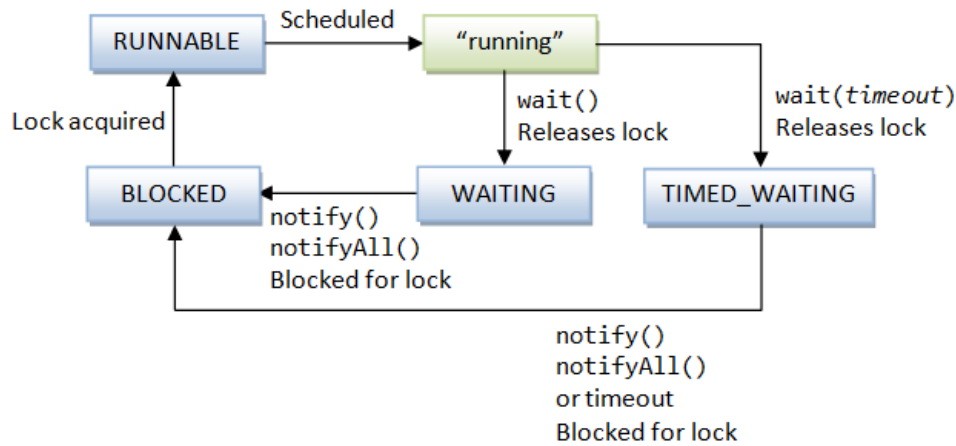 Scheduled
RUNNABLE
“running”
wait()
Releases lock
wait(timeout)
Releases lock
Lock acquired
BLOCKED
WAITING
TIMED_WAITING
notify()
notifyAll()
Blocked for lock
notify()
notifyAll()
or timeout
Blocked for lock